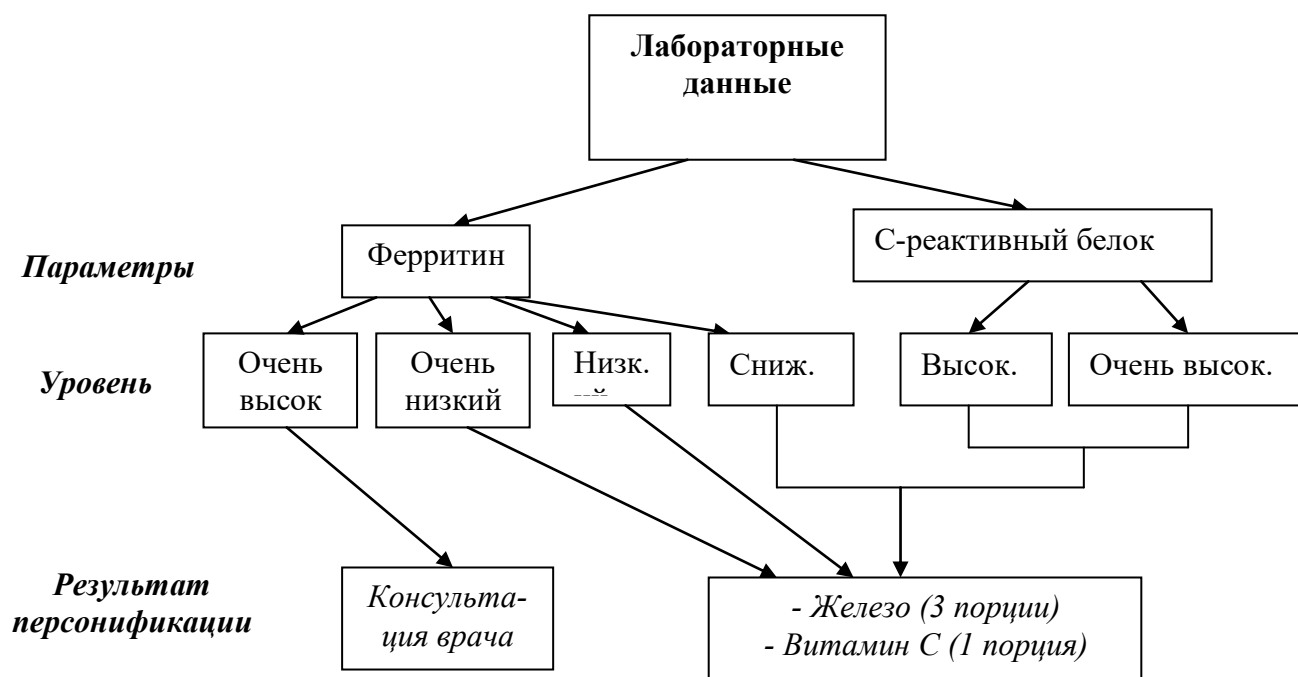 Лабораторные
данные
Параметры
Ферритин
С-реактивный белок
Уровень
Очень
высок
Очень
низкий
Низк.
Сниж.
Высок.
Очень высок.
Результат
персонификации
Консульта-
ция врача
- Железо (3 порции)
- Витамин С (1 порция)